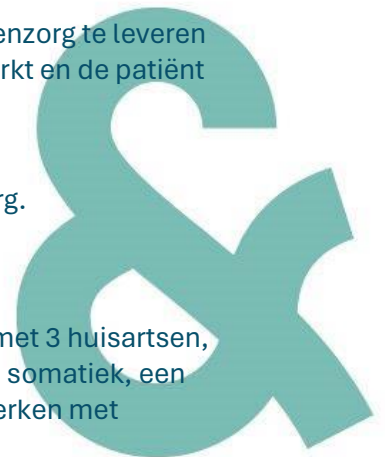 enzorg te leveren
rkt en de patiënt
rg.
met 3 huisartsen,
somatiek, een
erken met
&